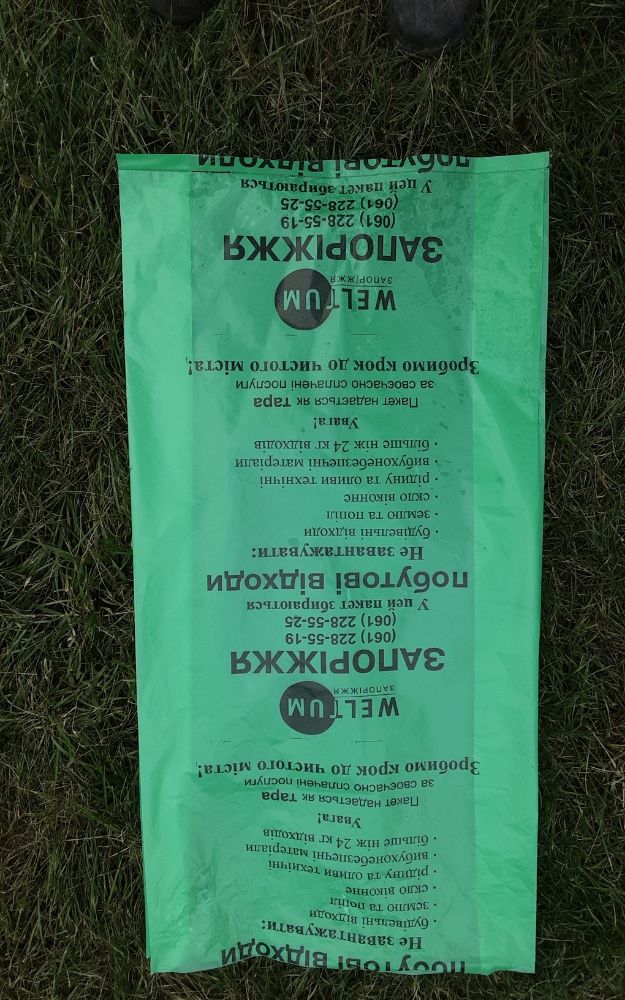 побутові відходи
Не завантажувати:
· будівельні відходи
· землю та попіл
· скло віконне
· рідину та оливи технічні
· вибухонебезпечні матеріали
· більше ніж 24 кг відходів
Увага!
Пакет надається як тара
за своєчасно сплачені послуги
Зробимо крок до чистого міста!
WELTUM
ЗАПОРІЖЖЯ
ЗАПОРІЖЖЯ
(061) 228-55-19
(061) 228-55-25
У цей пакет збираються
побутові відходи
Не завантажувати:
· будівельні відходи
· землю та попіл
· скло віконне
· рідину та оливи технічні
· вибухонебезпечні матеріали
· більше ніж 24 кг відходів
Увага!
Пакет надається як тара
за своєчасно сплачені послуги
Зробимо крок до чистого міста!
WELTUM
ЗАПОРІЖЖЯ
ЗАПОРІЖЖЯ
(061) 228-55-19
(061) 228-55-25
У цей пакет збираються
побутові відходи